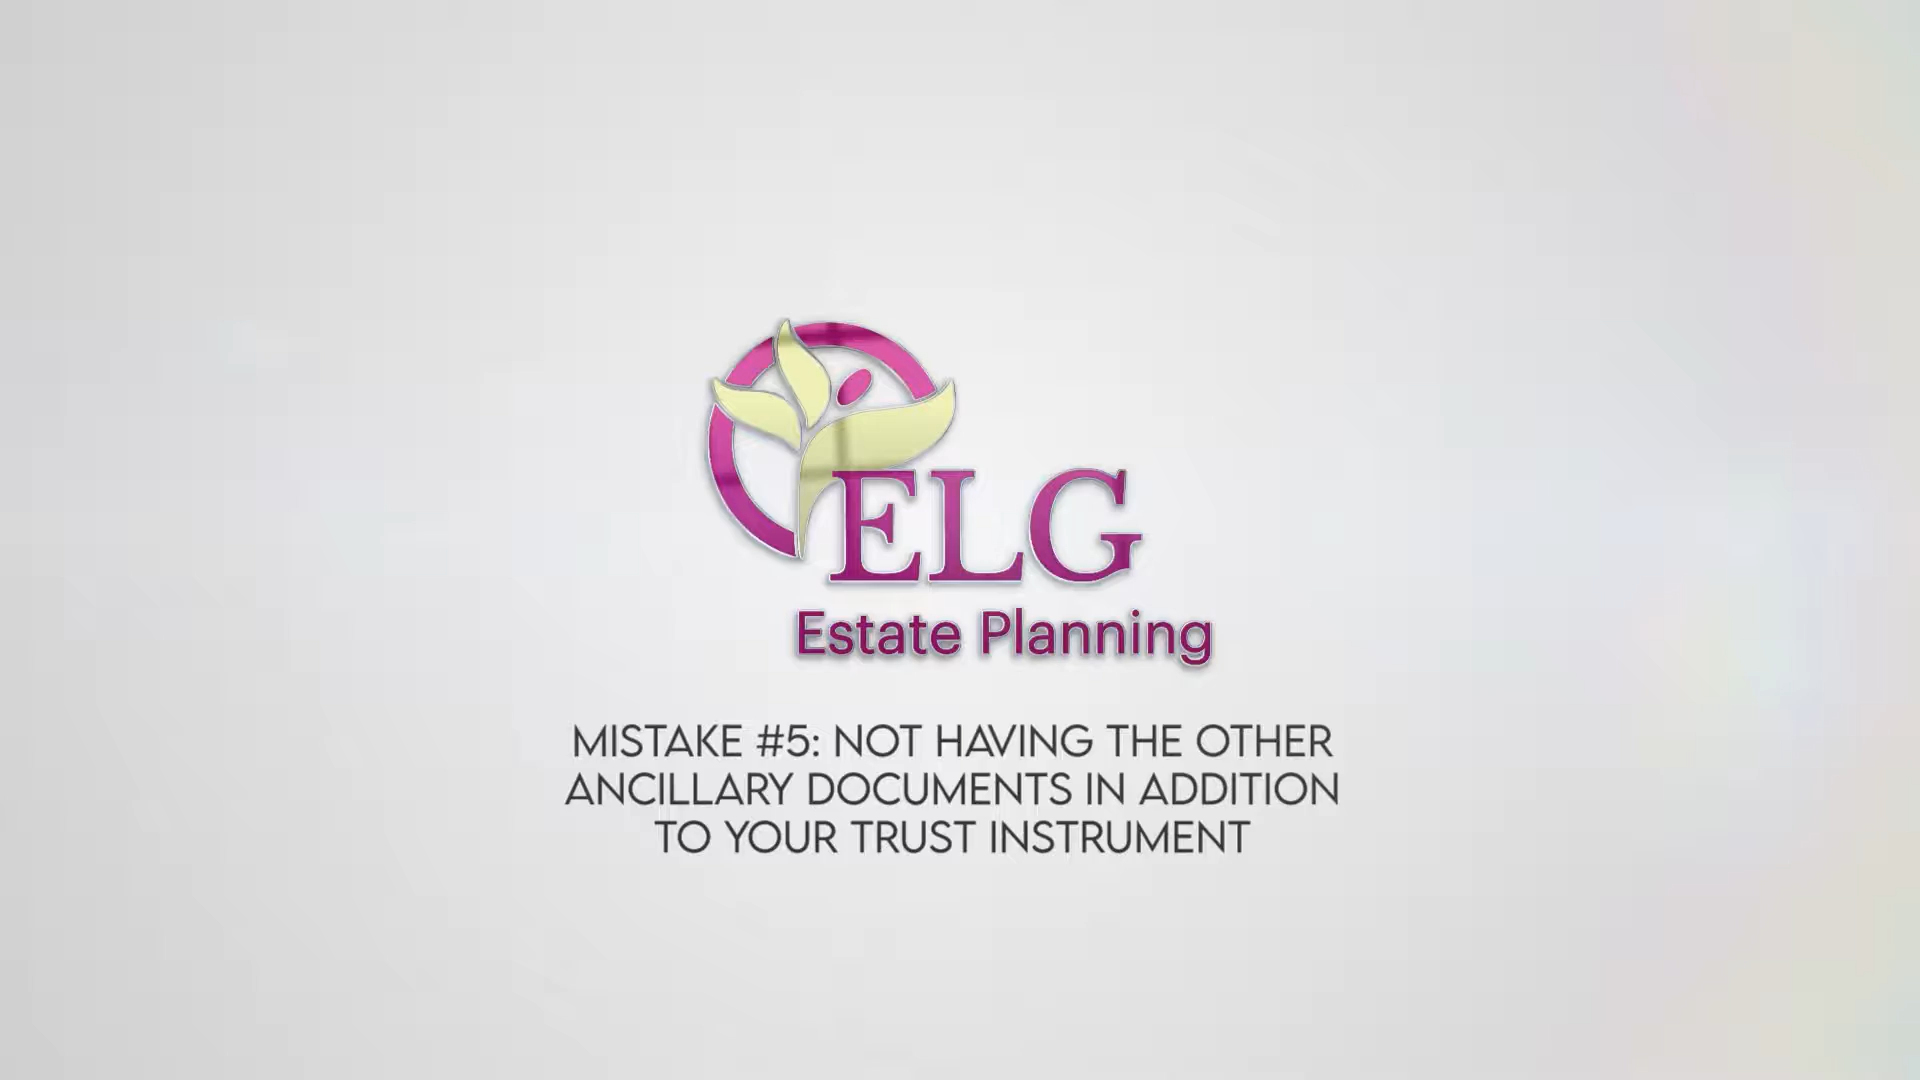 ELG
Estate Planning
MISTAKE #5: NOT HAVING THE OTHER
ANCILLARY DOCUMENTS IN ADDITION
TO YOUR TRUST INSTRUMENT